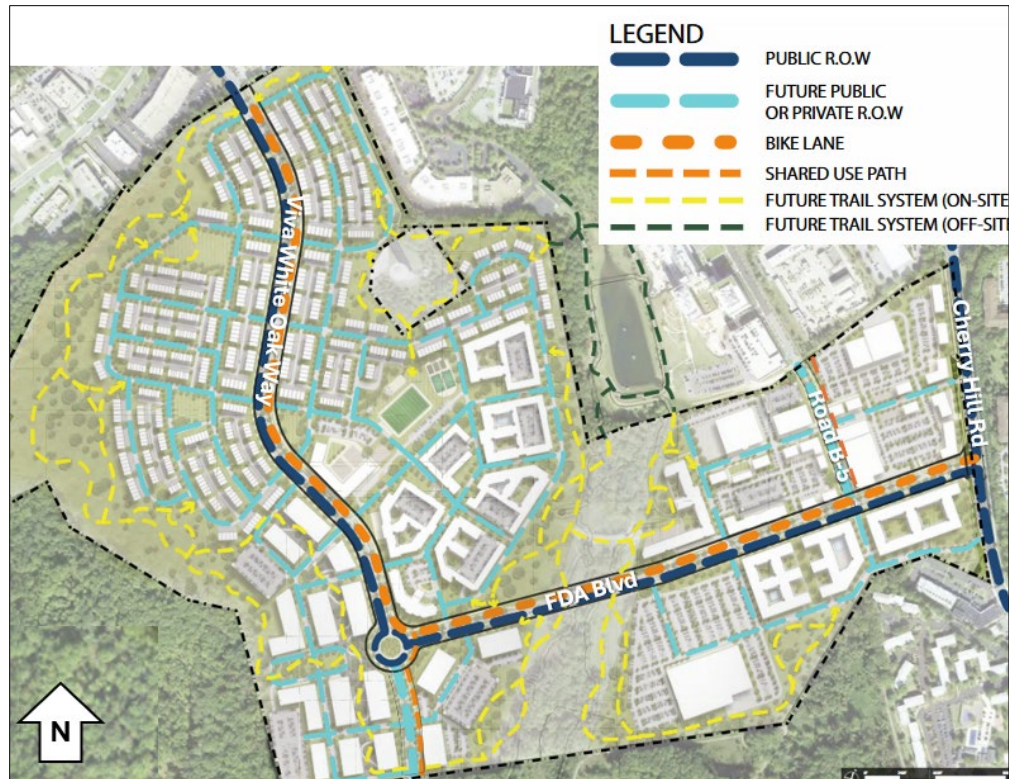 LEGEND
PUBLIC R.O.W
FUTURE PUBLIC
OR PRIVATE R.O.W
BIKE LANE
SHARED USE PATH
FUTURE TRAIL SYSTEM (ON-SITE
FUTURE TRAIL SYSTEM (OFF-SITE
Viva White Oak Way
Cherry Hill Rd
Road B-5
FDA Blvd
N